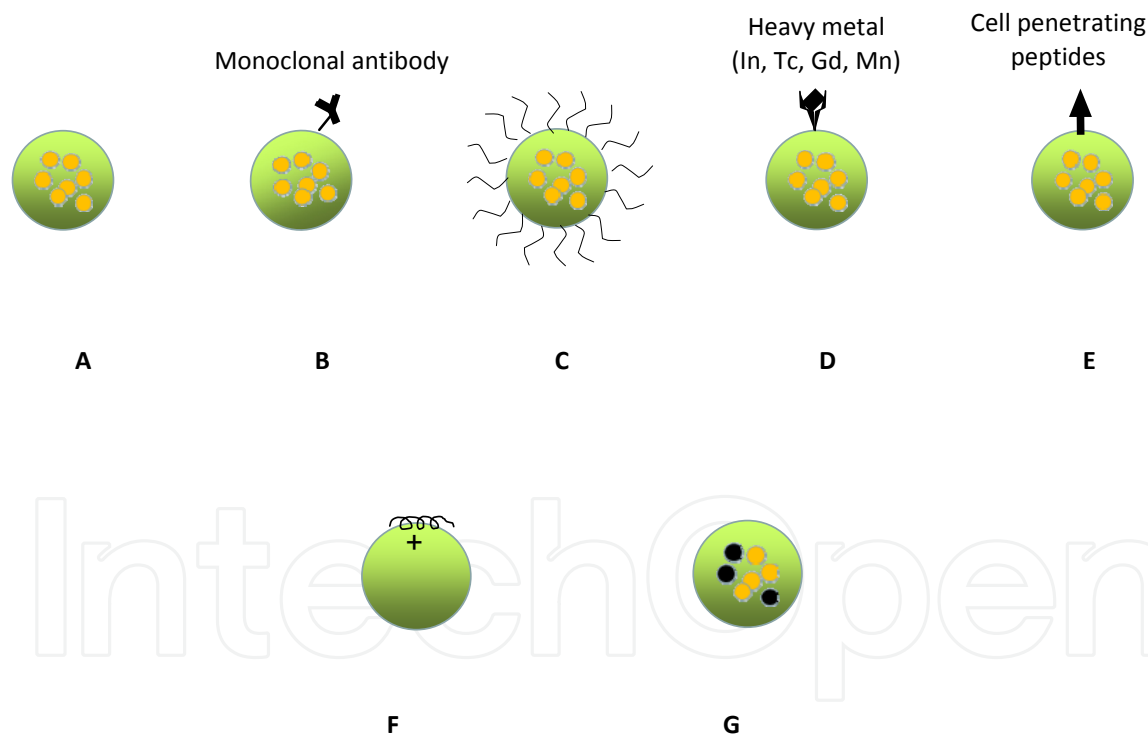 Monoclonal antibody
Heavy metal
(In, Tc, Gd, Mn)
Cell penetrating
peptides
A
B
C
D
E
+
F
G
IntechOpen